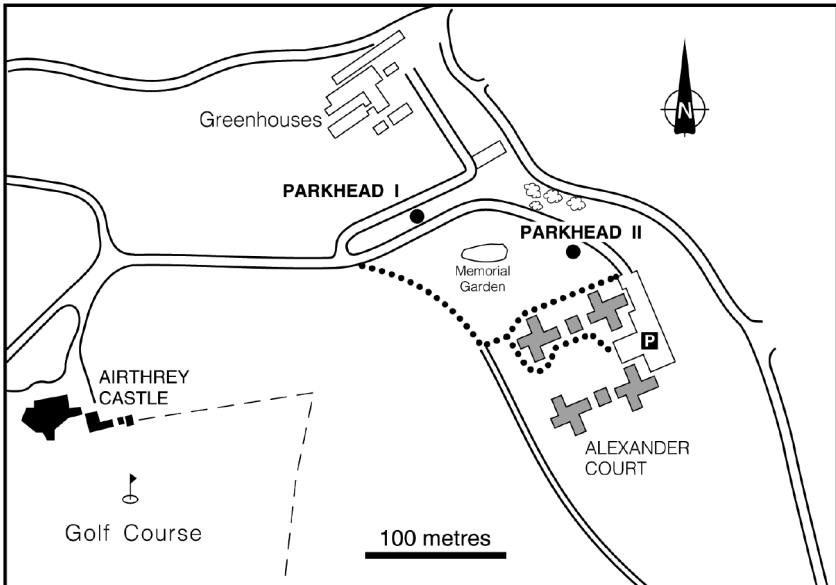 Greenhouses
N
PARKHEAD I
PARKHEAD II
Memorial
Garden
P
AIRTHREY
CASTLE
ALEXANDER
COURT
Golf Course
100 metres